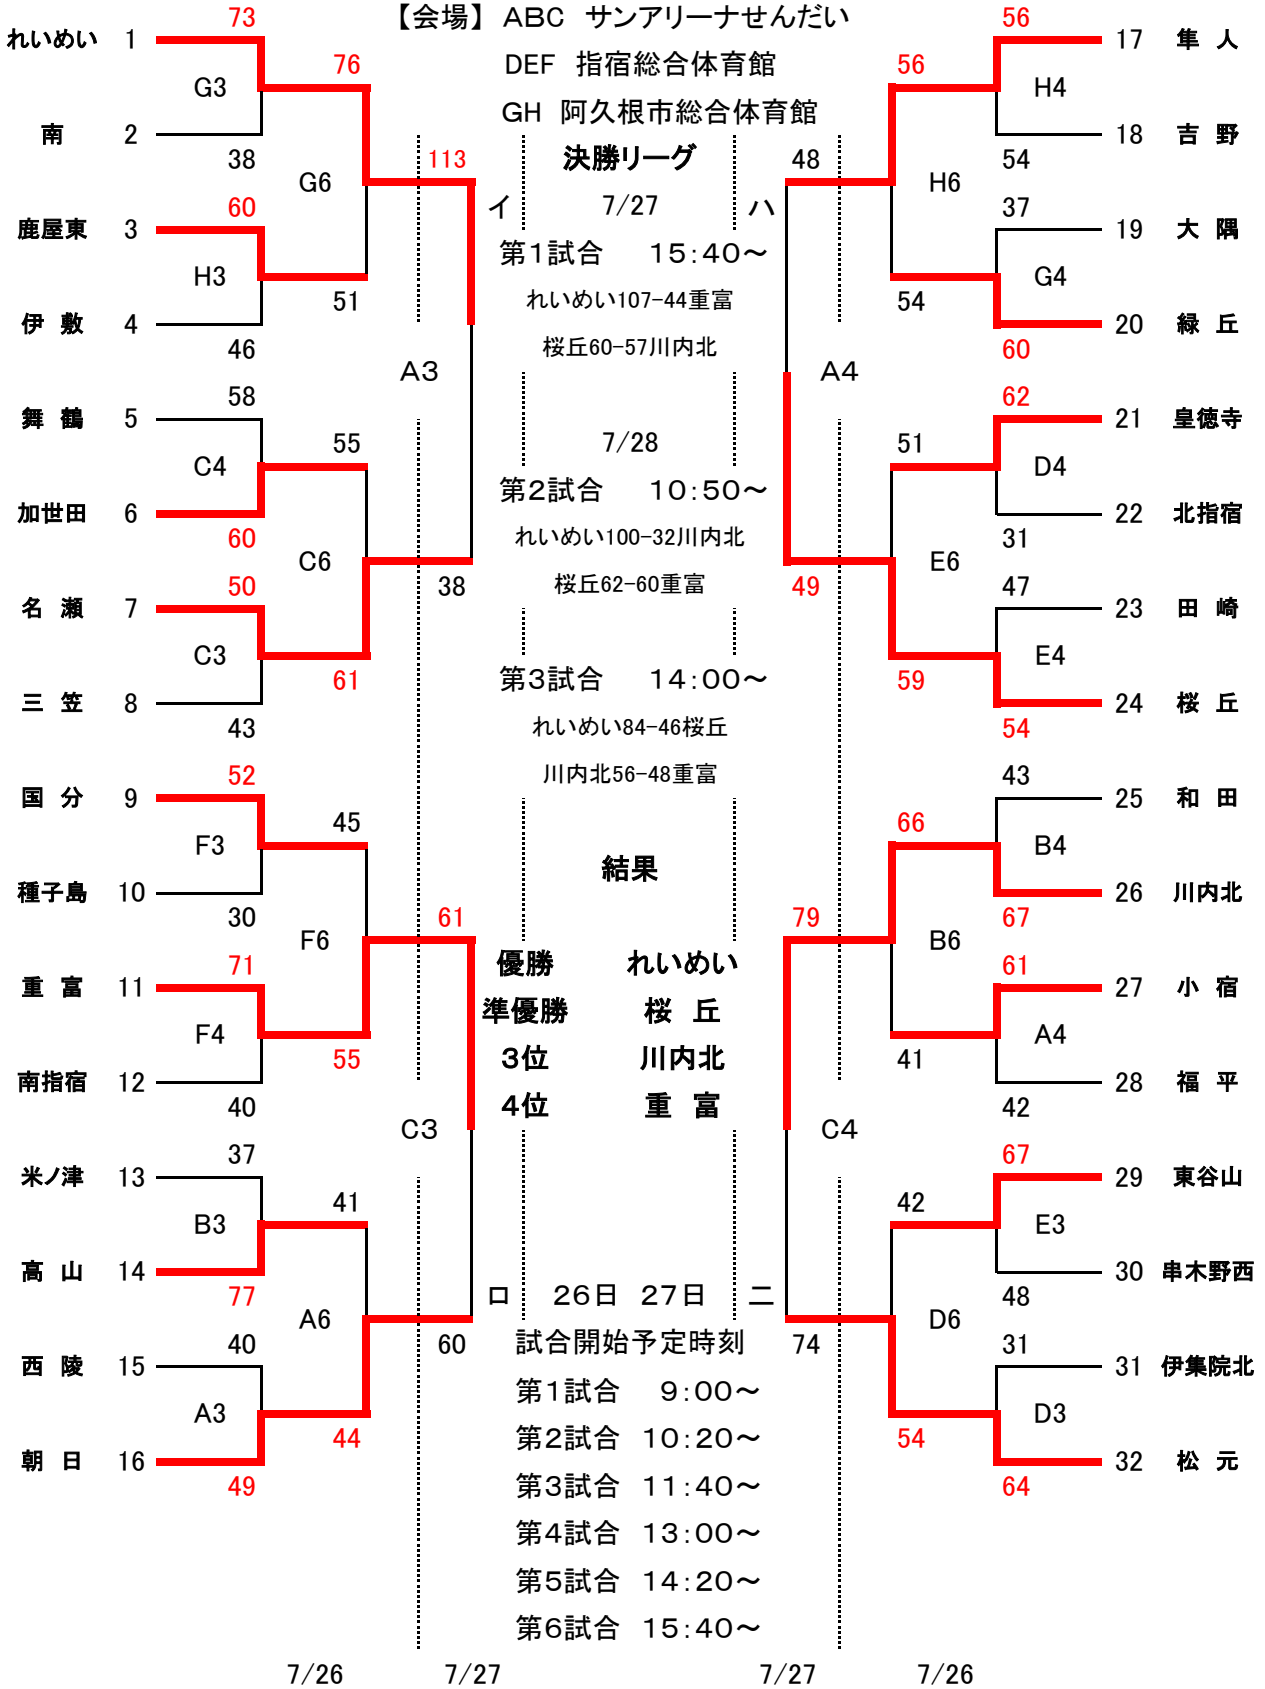 【会場】 ABC サンアリーナせんだい
DEF 指宿総合体育館
GH 阿久根市総合体育館
決勝リーグ
7/27
第1試合 15:40～
れいめい107-44重富
桜丘60-57川内北
7/28
第2試合 10:50～
れいめい100-32川内北
桜丘62-60重富
第3試合 14:00～
れいめい84-46桜丘
川内北56-48重富
結果
優勝 れいめい
準優勝 桜 丘
3位 川内北
4位 重 富
26日 27日
試合開始予定時刻
第1試合 9:00～
第2試合 10:20～
第3試合 11:40～
第4試合 13:00～
第5試合 14:20～
第6試合 15:40～
れいめい 1 73
G3
南 2 38
76
G6
鹿屋東 3 60
H3
伊 敷 4 46
51
113
イ
A3
舞 鶴 5 58
C4
加世田 6 60
55
C6
名 瀬 7 50
C3
三 笠 8 43
61
38
国 分 9 52
F3
種子島 10 30
45
F6
重 富 11 71
F4
南指宿 12 40
55
61
C3
米ノ津 13 37
B3
高 山 14 77
41
A6
西 陵 15 40
A3
朝 日 16 49
44
60
ロ
56 17 隼 人
H4
54 18 吉 野
56
H6
37 19 大 隅
G4
60 20 緑 丘
54
48
ハ
A4
62 21 皇徳寺
D4
31 22 北指宿
51
E6
47 23 田 崎
E4
54 24 桜 丘
59
49
43 25 和 田
B4
67 26 川内北
66
B6
61 27 小 宿
A4
42 28 福 平
41
79
C4
67 29 東谷山
E3
48 30 串木野西
42
D6
31 31 伊集院北
D3
64 32 松 元
54
74
ニ
7/26 7/27 7/27 7/26